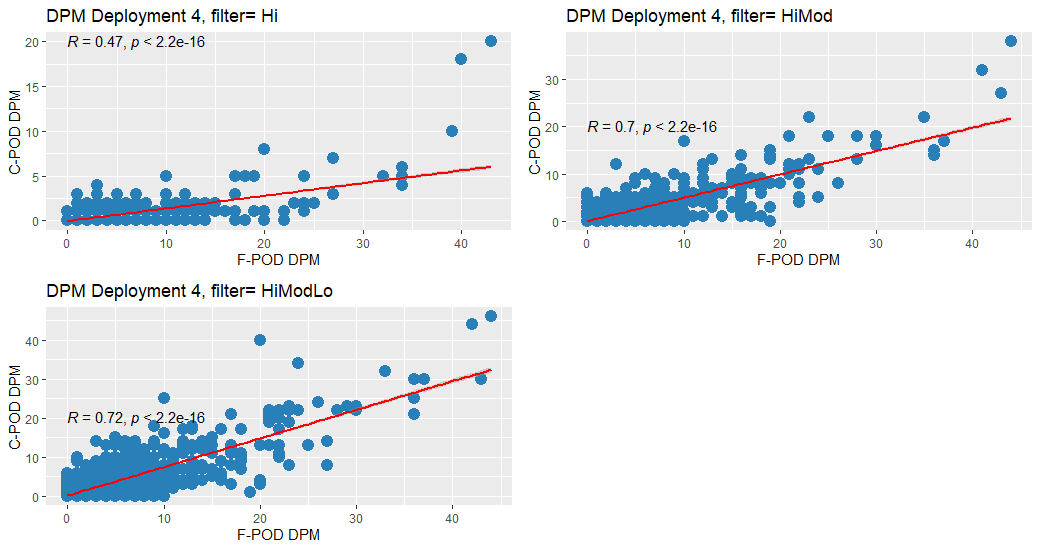 DPM Deployment 4, filter= Hi
R = 0.47, p < 2.2e-16
C-POD DPM
20
15
10
5
0
0 10 20 30 40
F-POD DPM
DPM Deployment 4, filter= HiMod
R = 0.7, p < 2.2e-16
C-POD DPM
30
20
10
0
0 10 20 30 40
F-POD DPM
DPM Deployment 4, filter= HiModLo
R = 0.72, p < 2.2e-16
C-POD DPM
40
30
20
10
0
0 10 20 30 40
F-POD DPM